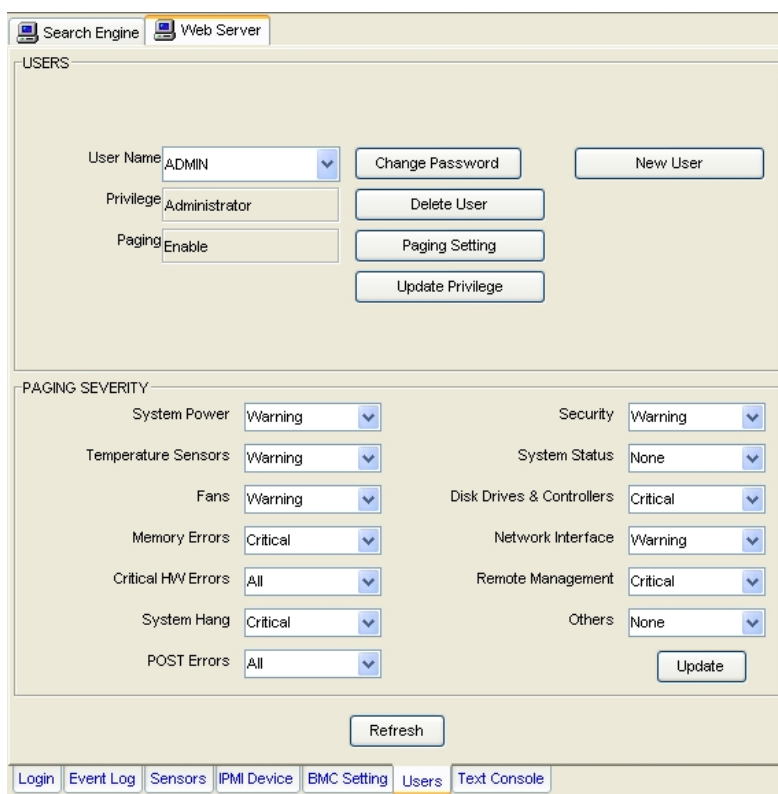 Search Engine Web Server
USERS
User Name ADMIN Change Password New User
Privilege Administrator Delete User
Paging Enable Paging Setting
Update Privilege
PAGING SEVERITY
System Power Warning Security Warning
Temperature Sensors Warning System Status None
Fans Warning Disk Drives & Controllers Critical
Memory Errors Critical Network Interface Warning
Critical HW Errors All Remote Management Critical
System Hang Critical Others None
POST Errors All Update
Refresh
Login Event Log Sensors IPMI Device BMC Setting Users Text Console